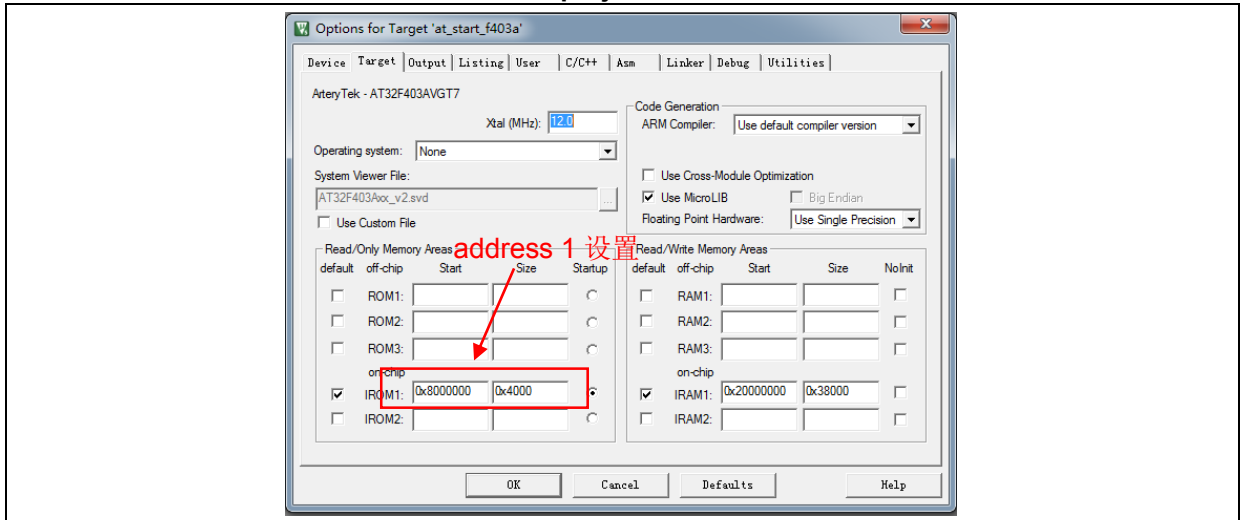 Options for Target 'at_start_f403a'
Device Target Output Listing User C/C++ Asm Linker Debug Utilities
ArteryTek - AT32F403AVGT7
Xtal (MHz): 12.0
Operating system: None
System Viewer File:
AT32F403Axx_v2.svd ...
Use Custom File
Code Generation
ARM Compiler: Use default compiler version
Use Cross-Module Optimization
Use MicroLIB Big Endian
Floating Point Hardware: Use Single Precision
address 1 设置
Read/Only Memory Areas
default off-chip Start Size Startup
ROM1:
ROM2:
ROM3:
on-chip
IROM1: 0x8000000 0x4000
IROM2:
Read/Write Memory Areas
default off-chip Start Size NoInit
RAM1:
RAM2:
RAM3:
on-chip
IRAM1: 0x20000000 0x38000
IRAM2:
OK Cancel Defaults Help